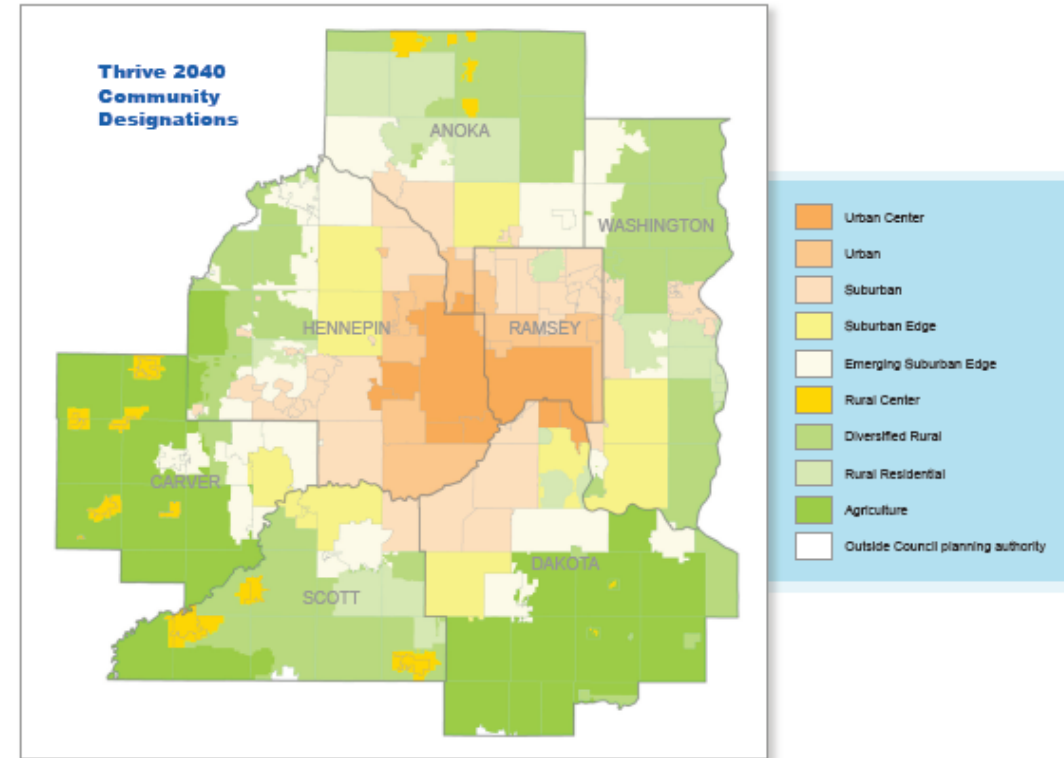 Thrive 2040
Community
Designations
ANOKA
WASHINGTON
HENNEPIN
RAMSEY
CARVER
DAKOTA
SCOTT
Urban Center
Urban
Suburban
Suburban Edge
Emerging Suburban Edge
Rural Center
Diversified Rural
Rural Residential
Agriculture
Outside Council planning authority